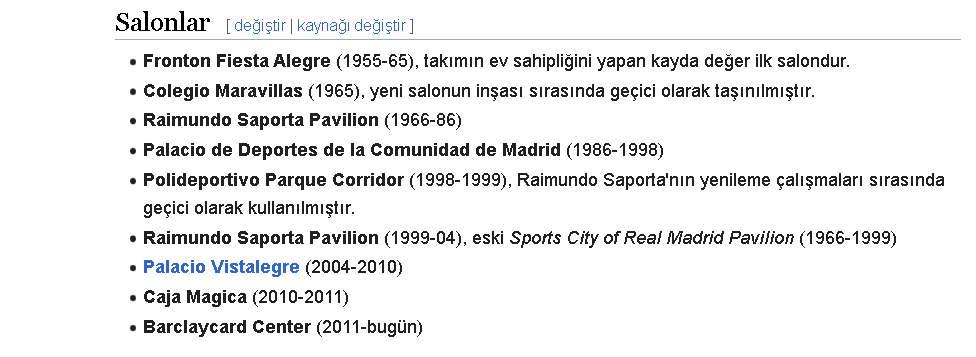 Salonlar [ değiştir | kaynağı değiştir ]
• Fronton Fiesta Alegre (1955-65), takımın ev sahipliğini yapan kayda değer ilk salondur.
• Colegio Maravillas (1965), yeni salonun inşası sırasında geçici olarak taşınılmıştır.
• Raimundo Saporta Pavilion (1966-86)
• Palacio de Deportes de la Comunidad de Madrid (1986-1998)
• Polideportivo Parque Corridor (1998-1999), Raimundo Saporta'nın yenileme çalışmaları sırasında
geçici olarak kullanılmıştır.
• Raimundo Saporta Pavilion (1999-04), eski Sports City of Real Madrid Pavilion (1966-1999)
• Palacio Vistalegre (2004-2010)
• Caja Magica (2010-2011)
• Barclaycard Center (2011-bugün)